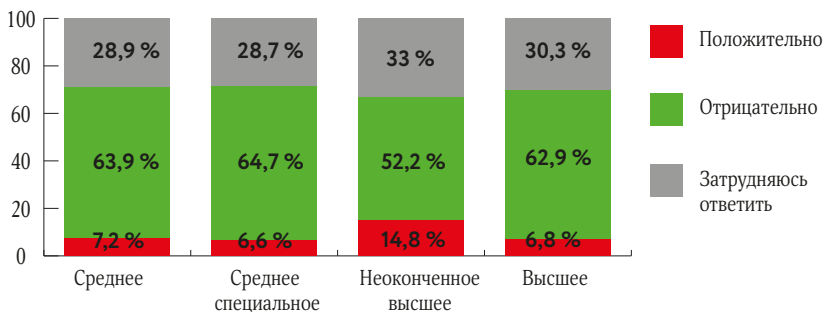 100
80
60
40
20
0
28,9 %
28,7 %
33 %
30,3 %
63,9 %
64,7 %
52,2 %
62,9 %
7,2 %
6,6 %
14,8 %
6,8 %
Среднее
Среднее
специальное
Неоконченное
высшее
Высшее
Положительно
Отрицательно
Затрудняюсь
ответить